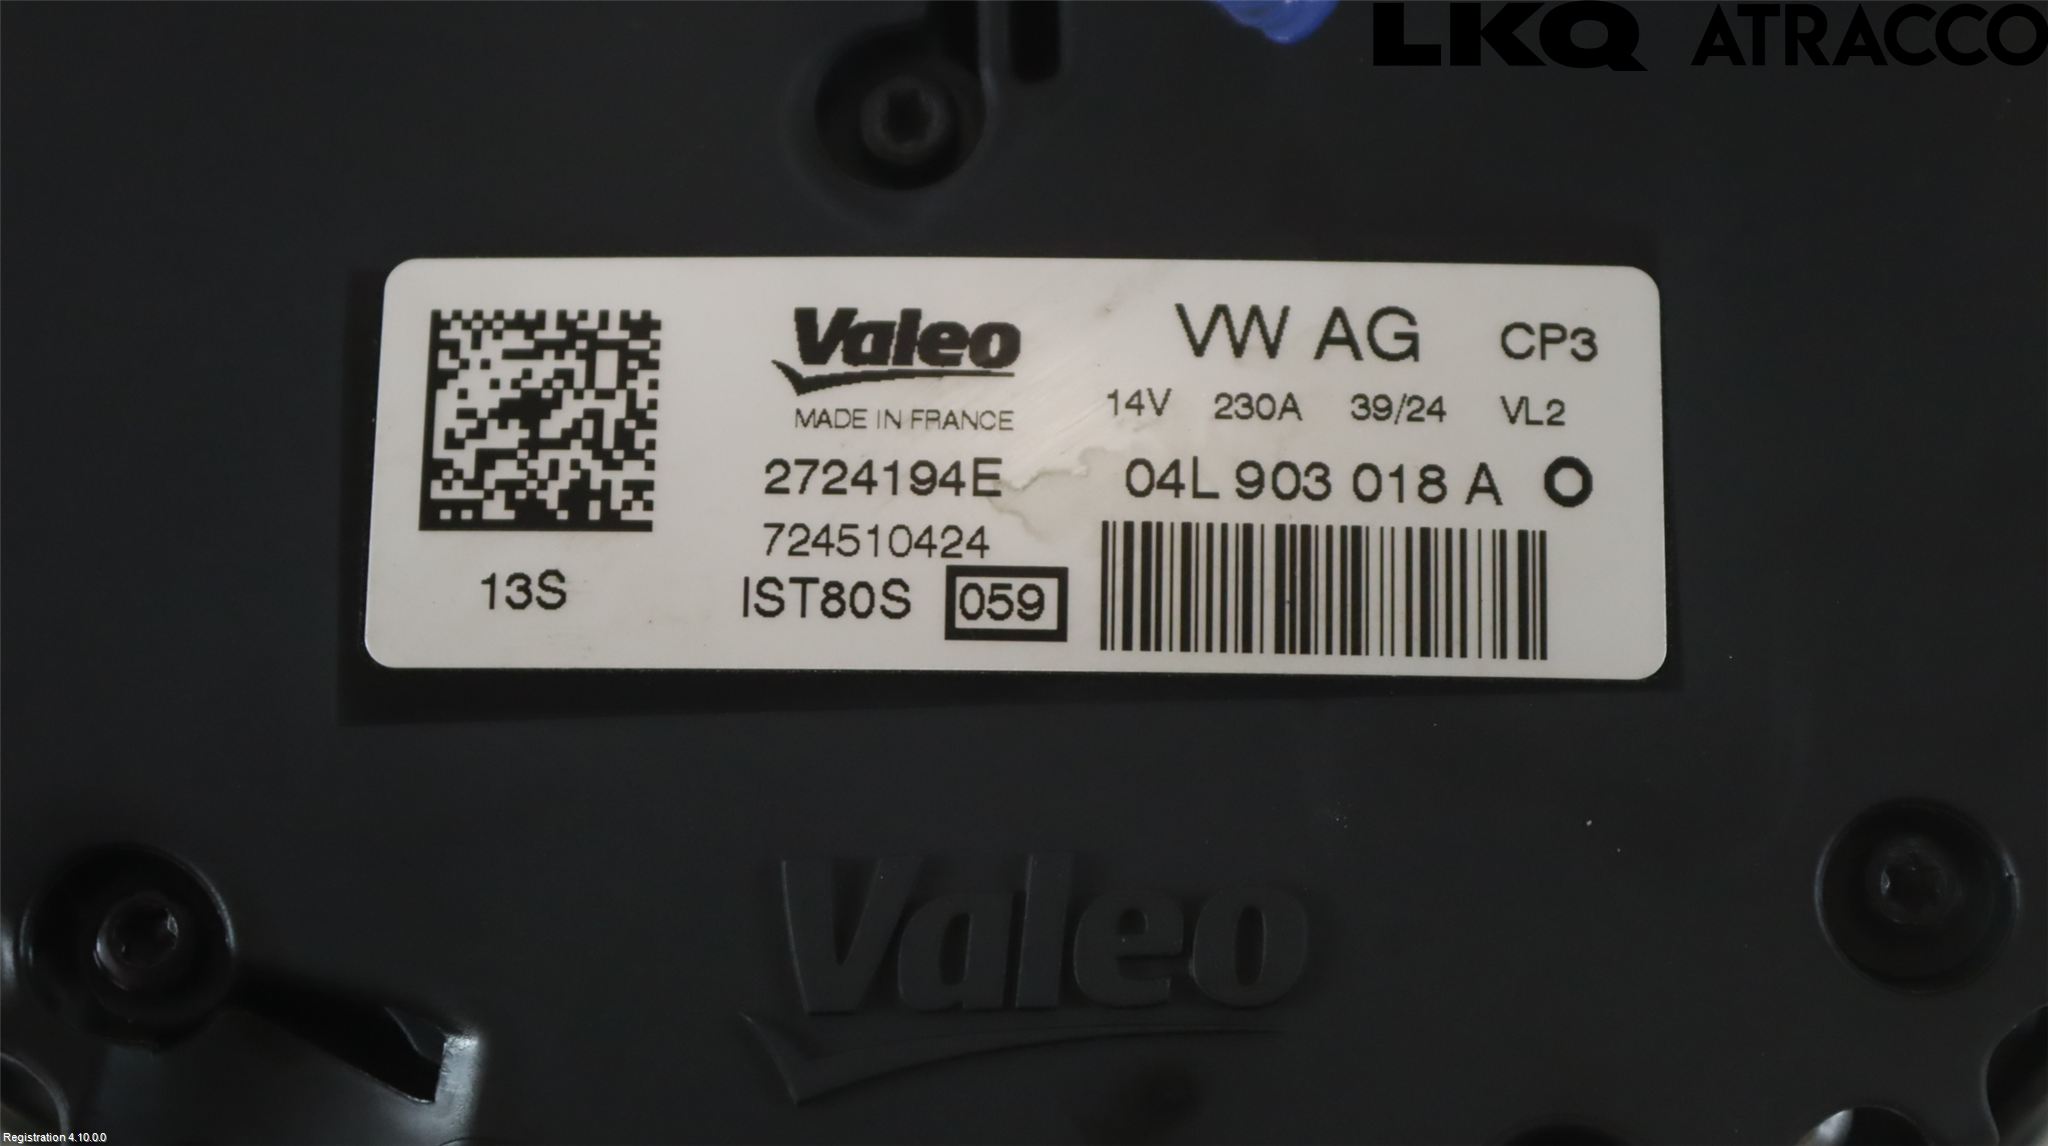 LKQ ATRACCO
Valeo
MADE IN FRANCE
2724194E
724510424
IST80S 059
13S
VW AG CP3
14V 230A 39/24 VL2
04L 903 018 A O
Valeo
Registration 4.10.0.0